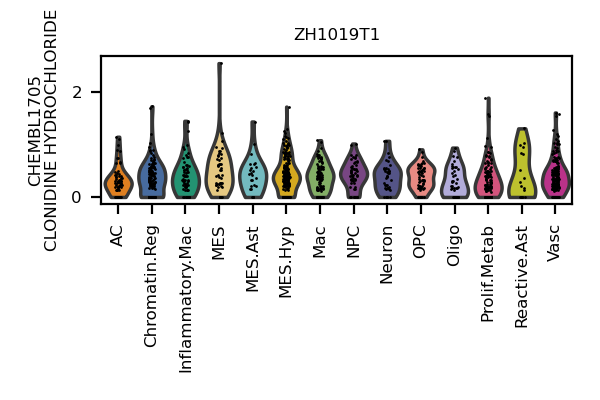 ZH1019T1
CHEMBL1705
CLONIDINE HYDROCHLORIDE
2
0
AC
Chromatin.Reg
Inflammatory.Mac
MES
MES.Ast
MES.Hyp
Mac
NPC
Neuron
OPC
Oligo
Prolif.Metab
Reactive.Ast
Vasc